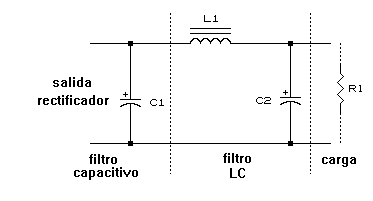 L1
salida
rectificador
C1
C2
R1
filtro
capacitivo
filtro
LC
carga